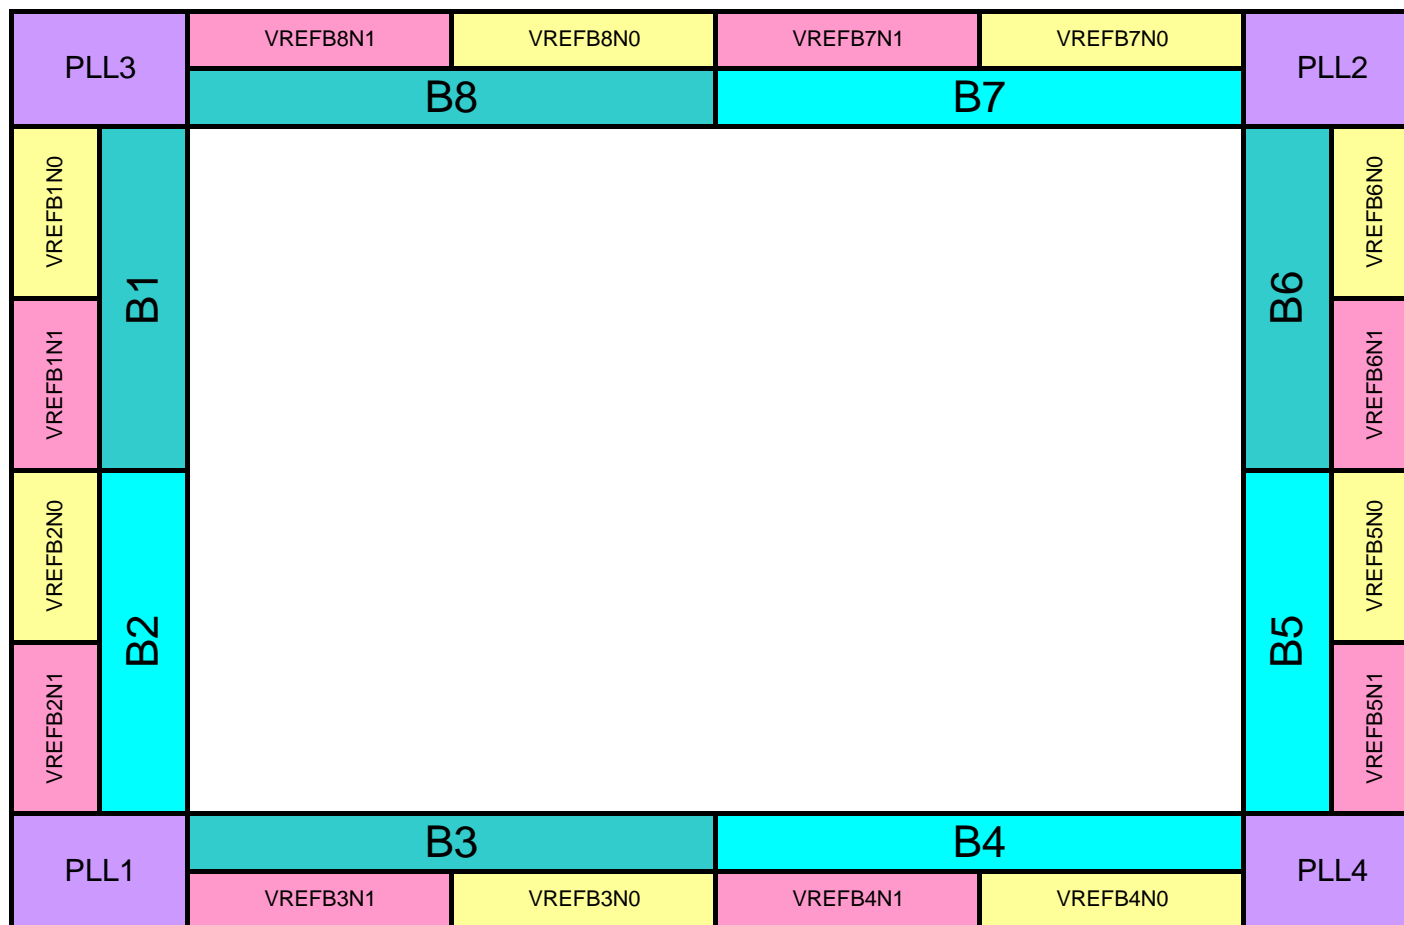 PLL3
VREFB8N1
VREFB8N0
VREFB7N1
VREFB7N0
PLL2
B8
B7
VREFB1N0
B1
VREFB1N1
VREFB6N0
B6
VREFB6N1
VREFB2N0
B2
VREFB2N1
VREFB5N0
B5
VREFB5N1
PLL1
B3
B4
PLL4
VREFB3N1
VREFB3N0
VREFB4N1
VREFB4N0